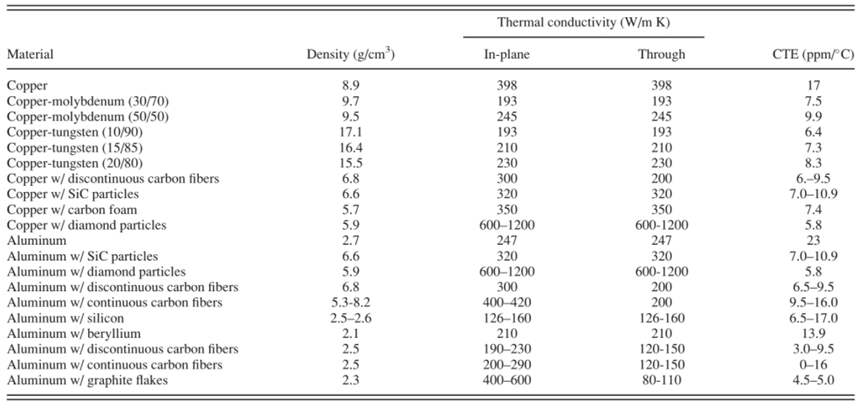 Thermal conductivity (W/m K)
Material Density (g/cm³) In-plane Through CTE (ppm/°C)
Copper 8.9 398 398 17
Copper-molybdenum (30/70) 9.7 193 193 7.5
Copper-molybdenum (50/50) 9.5 245 245 9.9
Copper-tungsten (10/90) 17.1 193 193 6.4
Copper-tungsten (15/85) 16.4 210 210 7.3
Copper-tungsten (20/80) 15.5 230 230 8.3
Copper w/ discontinuous carbon fibers 6.8 300 200 6.–9.5
Copper w/ SiC particles 6.6 320 320 7.0–10.9
Copper w/ carbon foam 5.7 350 350 7.4
Copper w/ diamond particles 5.9 600–1200 600-1200 5.8
Aluminum 2.7 247 247 23
Aluminum w/ SiC particles 6.6 320 320 7.0–10.9
Aluminum w/ diamond particles 5.9 600–1200 600-1200 5.8
Aluminum w/ discontinuous carbon fibers 6.8 300 200 6.5–9.5
Aluminum w/ continuous carbon fibers 5.3-8.2 400–420 200 9.5–16.0
Aluminum w/ silicon 2.5–2.6 126–160 126-160 6.5–17.0
Aluminum w/ beryllium 2.1 210 210 13.9
Aluminum w/ discontinuous carbon fibers 2.5 190–230 120-150 3.0–9.5
Aluminum w/ continuous carbon fibers 2.5 200–290 120-150 0–16
Aluminum w/ graphite flakes 2.3 400–600 80-110 4.5–5.0